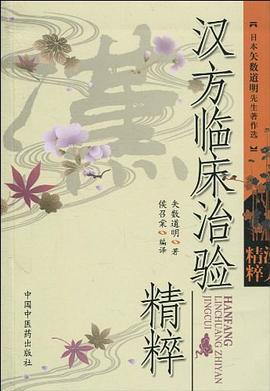 【日本矢数道明先生著作选】
汉方临床治验
精粹
漢
HANFANG
LINCHUANG ZHIYAN
JINGCUI
矢数道明 著
侯召棠 编译
中国中医药出版社
精粹